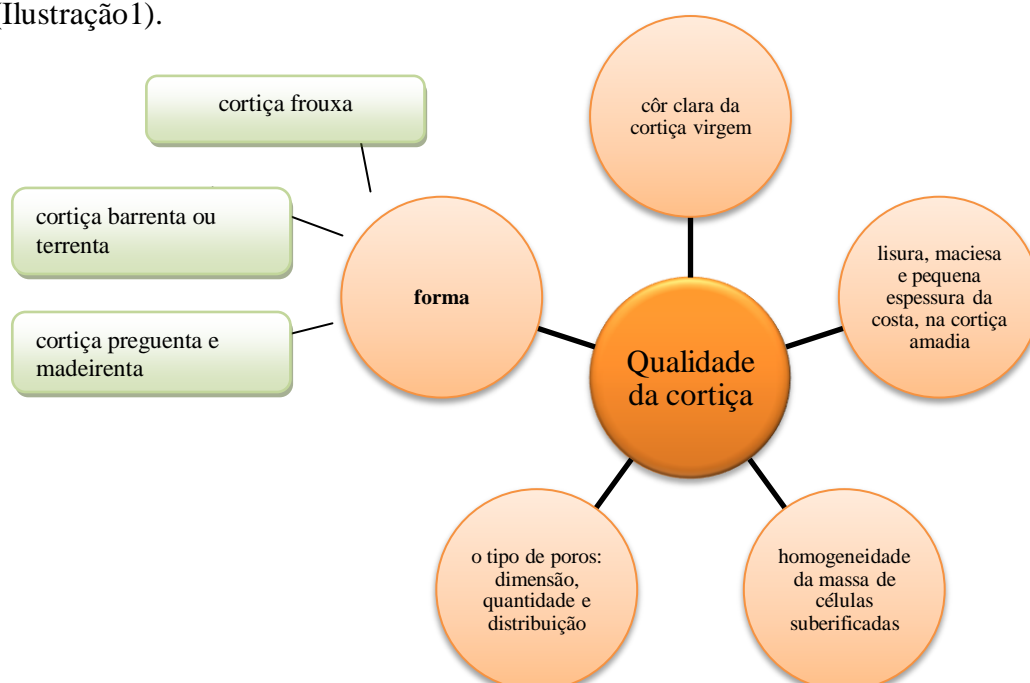 (Ilustração1).
cortiça frouxa
cortiça barrenta ou
terrenta
cortiça preguenta e
madeirenta
forma
côr clara da
cortiça virgem
lisura, maciesa
e pequena
espessura da
costa, na cortiça
amadia
Qualidade
da cortiça
o tipo de poros:
dimensão,
quantidade e
distribuição
homogeneidade
da massa de
células
suberificadas